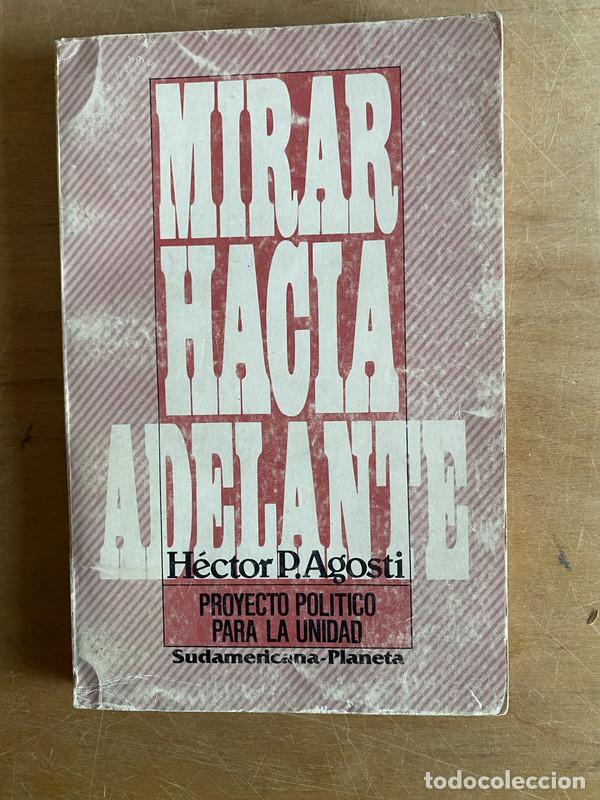 MIRAR
HACIA
ADELANTE
Héctor P. Agosti
PROYECTO POLITICO
PARA LA UNIDAD
Sudamericana-Planeta
todocoleccion